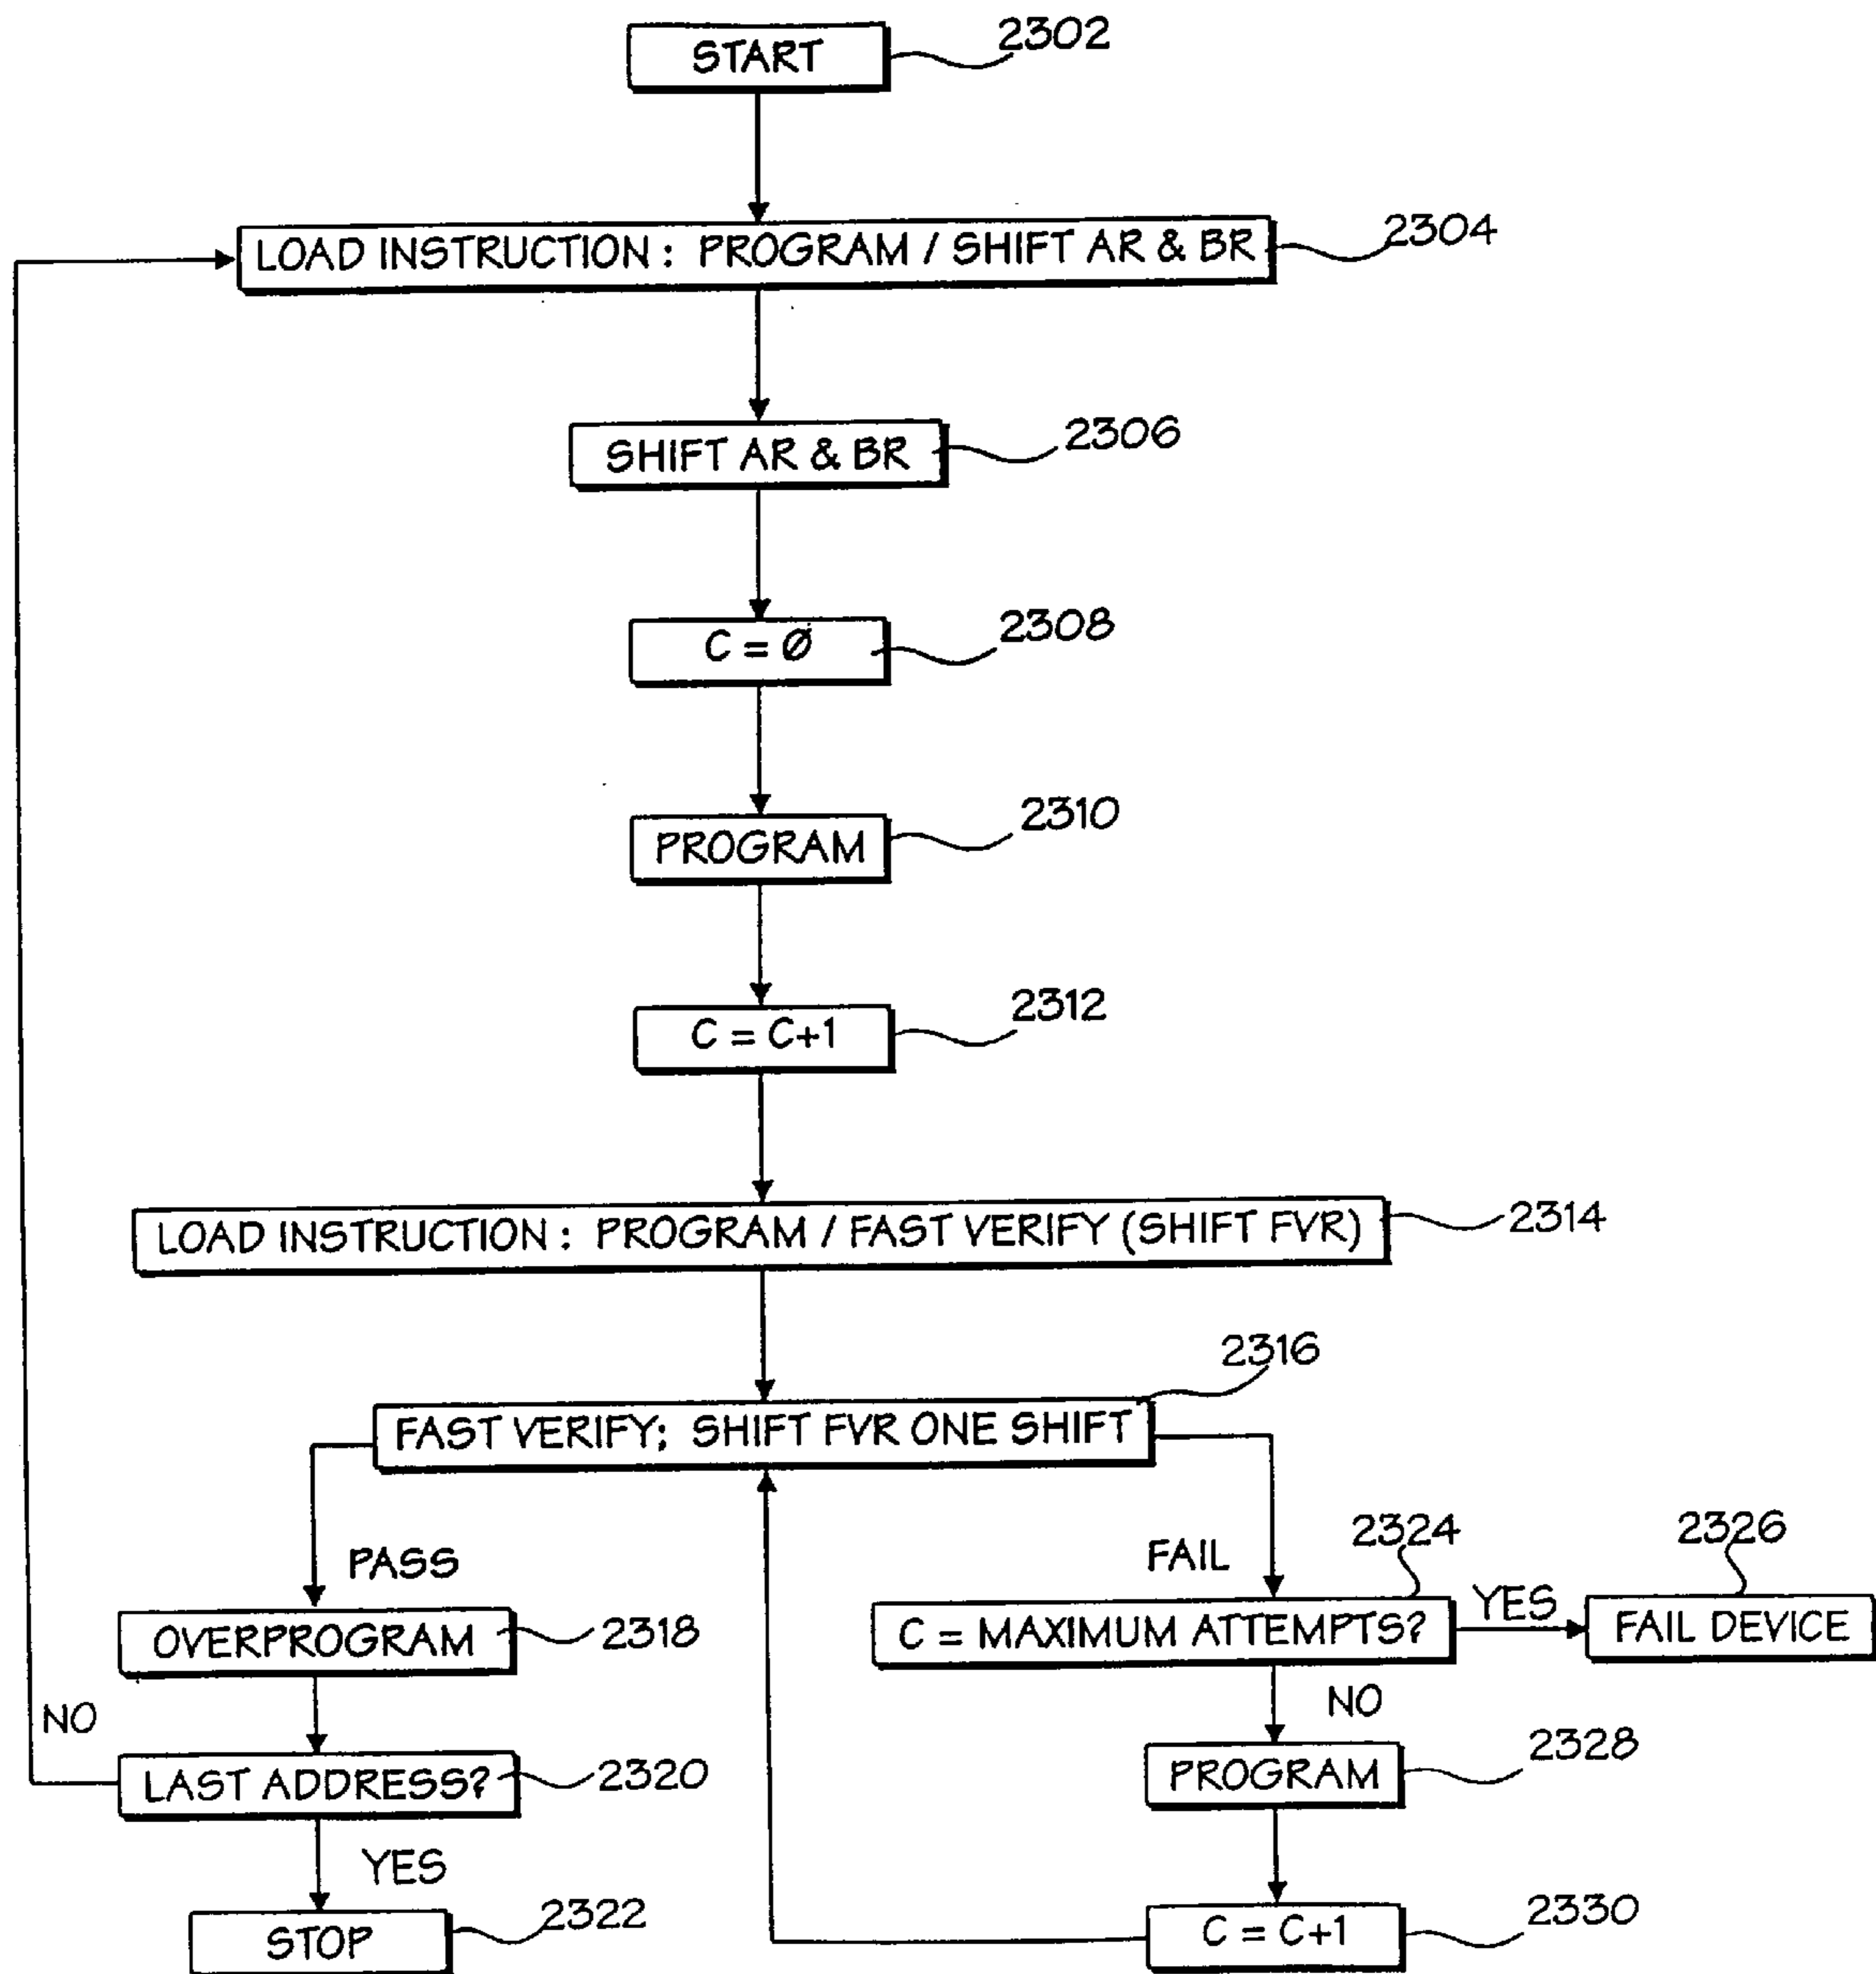 START
2302
LOAD INSTRUCTION : PROGRAM / SHIFT AR & BR
2304
SHIFT AR & BR
2306
C = Ø
2308
PROGRAM
2310
C = C+1
2312
LOAD INSTRUCTION : PROGRAM / FAST VERIFY (SHIFT FVR)
2314
FAST VERIFY; SHIFT FVR ONE SHIFT
2316
PASS
FAIL
OVERPROGRAM
2318
C = MAXIMUM ATTEMPTS?
2324
YES
FAIL DEVICE
2326
NO
LAST ADDRESS?
2320
NO
PROGRAM
2328
YES
STOP
2322
C = C+1
2330